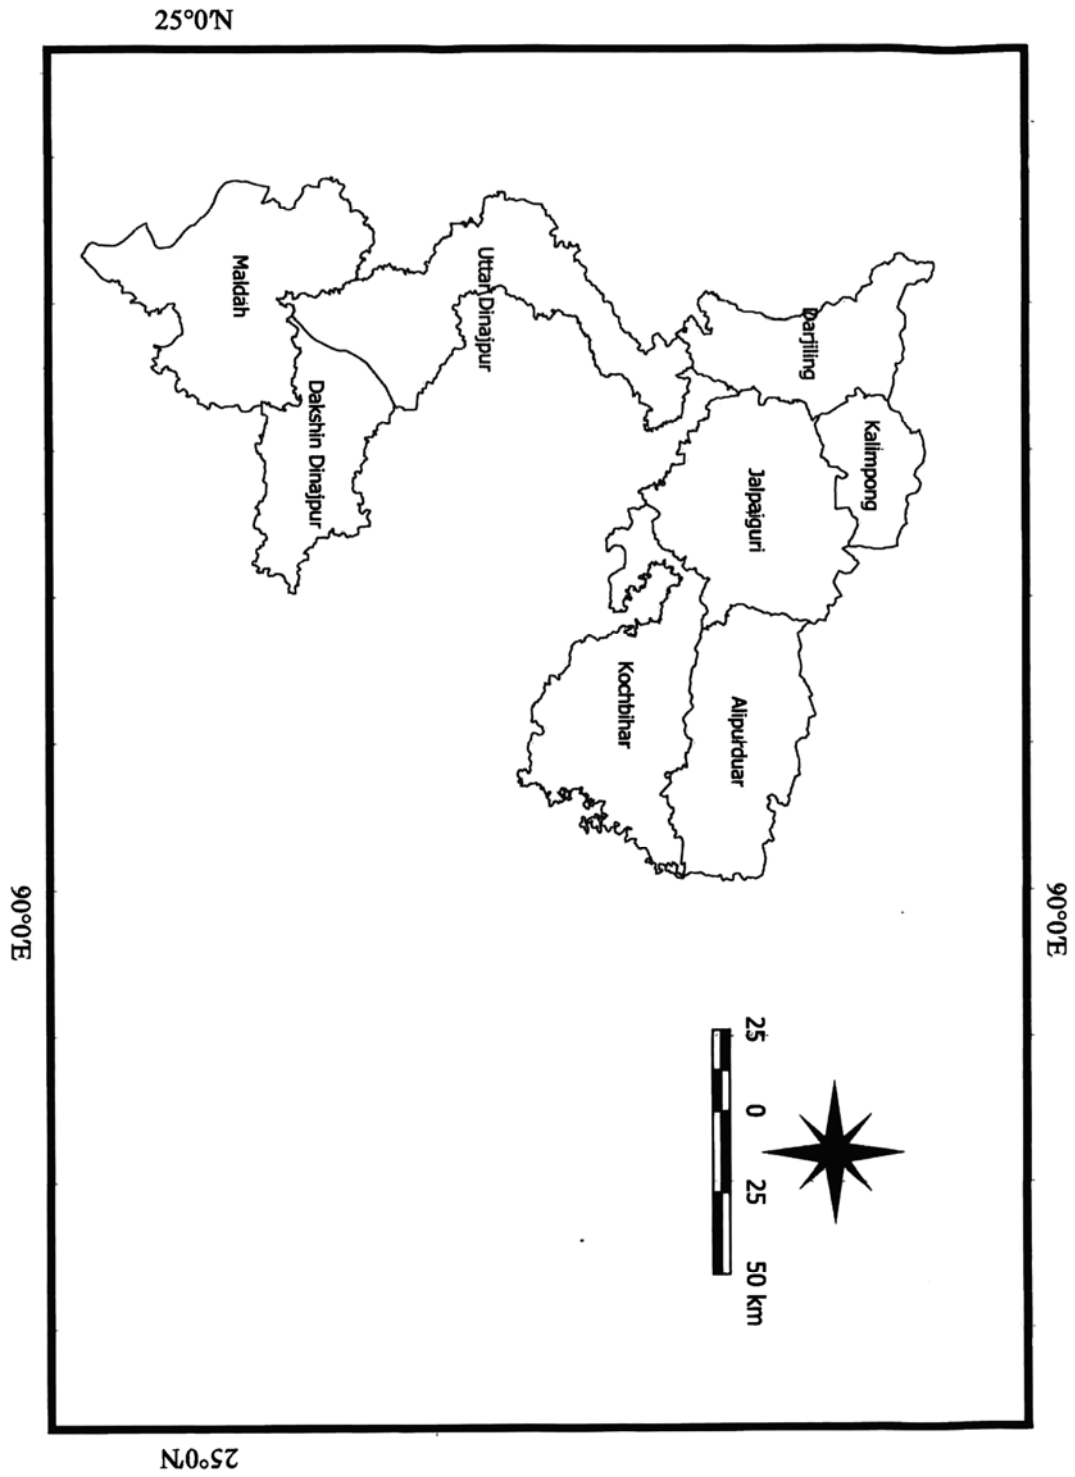 25°0'N
90°0'E
Darjiling
Kalimpong
Jalpaiguri
Alipurduar
Kochbihar
Uttar Dinajpur
Dakshin Dinajpur
Maldah
25 0 25 50 km
90°0'E
25°0'N